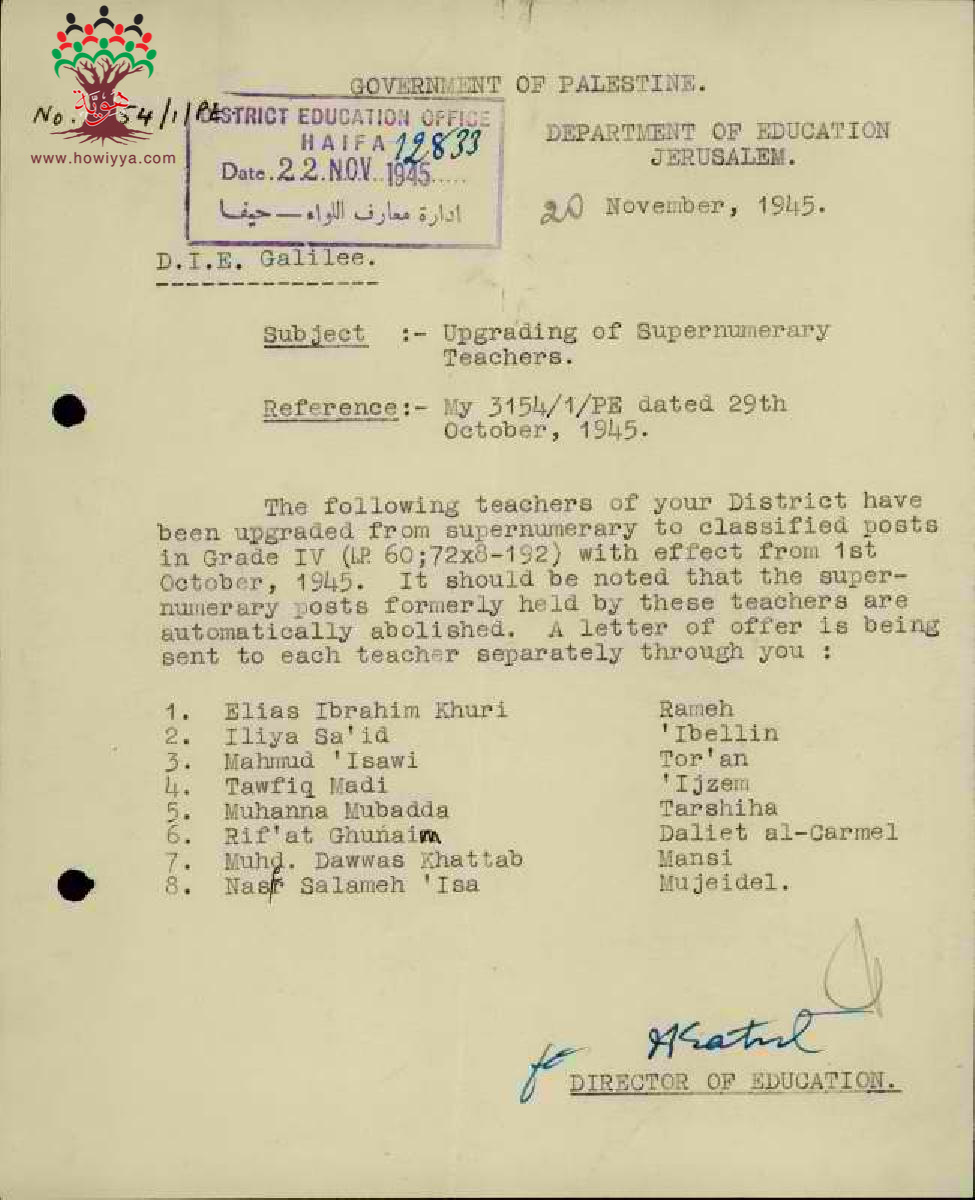 GOVERNMENT OF PALESTINE.
No. 54/1/PE
هوية
www.howiyya.com
DISTRICT EDUCATION OFFICE
HAIFA 12833
Date. 22. NOV. 1945.....
ادارة معارف اللواء – حيفا
DEPARTMENT OF EDUCATION
JERUSALEM.
20 November, 1945.
D.I.E. Galilee.
Subject :- Upgrading of Supernumerary
Teachers.
Reference:- My 3154/1/PE dated 29th
October, 1945.
The following teachers of your District have
been upgraded from supernumerary to classified posts
in Grade IV (LP. 60;72x8-192) with effect from 1st
October, 1945. It should be noted that the super-
numerary posts formerly held by these teachers are
automatically abolished. A letter of offer is being
sent to each teacher separately through you :
1. Elias Ibrahim Khuri Rameh
2. Iliya Sa'id 'Ibellin
3. Mahmud 'Isawi Tor'an
4. Tawfiq Madi 'Ijzem
5. Muhanna Mubadda Tarshiha
6. Rif'at Ghunaim Daliet al-Carmel
7. Muhd. Dawwas Khattab Mansi
8. Nasr Salameh 'Isa Mujeidel.
DIRECTOR OF EDUCATION.